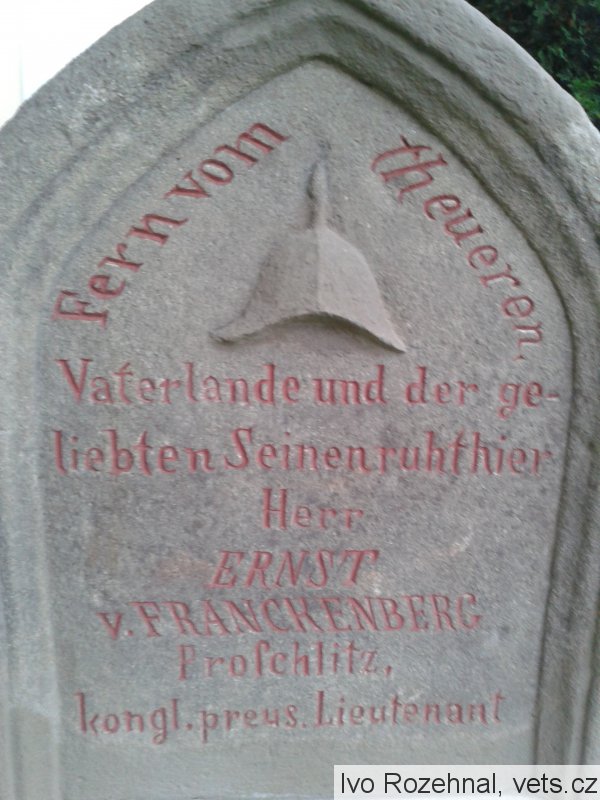 Fern vom theueren,
Vaterlande und der ge-
liebten Seinen ruht hier
Herr
ERNST
v. FRANCKENBERG
Proſchlitz,
kongl. preus. Lieutenant
Ivo Rozehnal, vets.cz